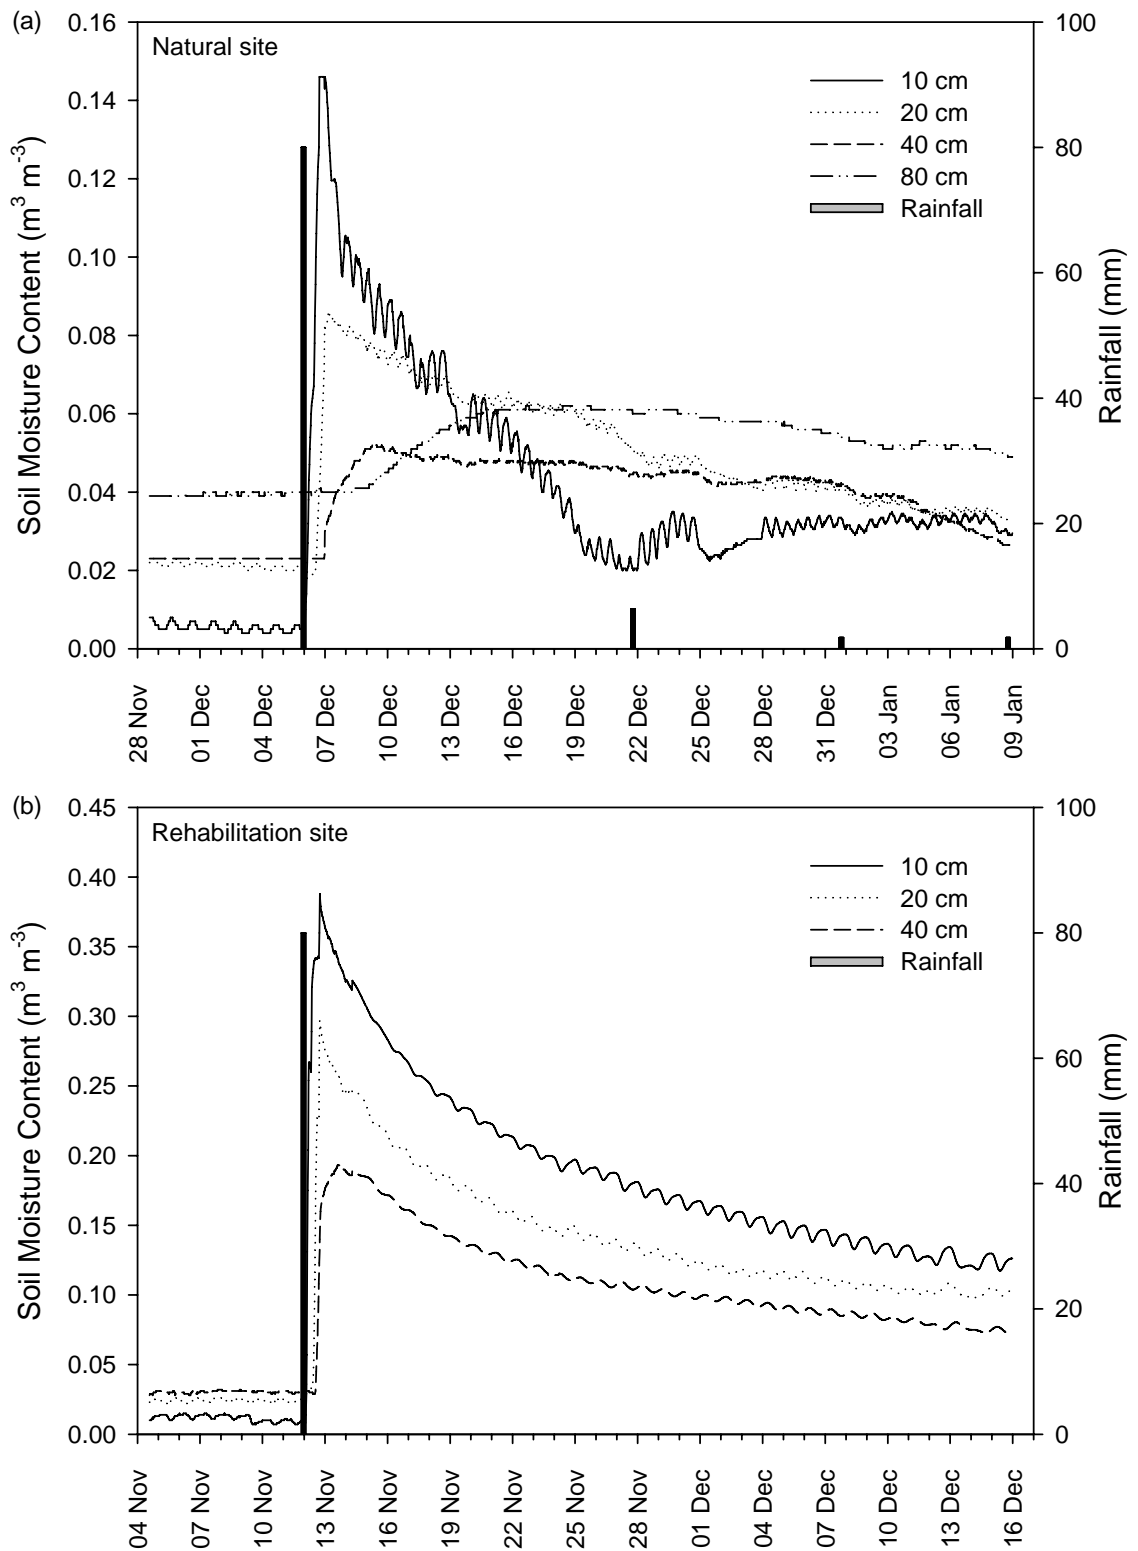 (a)
Natural site
Soil Moisture Content (m³ m⁻³)
0.16
0.14
0.12
0.10
0.08
0.06
0.04
0.02
0.00
10 cm
20 cm
40 cm
80 cm
Rainfall
100
80
60
40
20
0
Rainfall (mm)
28 Nov
01 Dec
04 Dec
07 Dec
10 Dec
13 Dec
16 Dec
19 Dec
22 Dec
25 Dec
28 Dec
31 Dec
03 Jan
06 Jan
09 Jan
(b)
Rehabilitation site
Soil Moisture Content (m³ m⁻³)
0.45
0.40
0.35
0.30
0.25
0.20
0.15
0.10
0.05
0.00
10 cm
20 cm
40 cm
Rainfall
100
80
60
40
20
0
Rainfall (mm)
04 Nov
07 Nov
10 Nov
13 Nov
16 Nov
19 Nov
22 Nov
25 Nov
28 Nov
01 Dec
04 Dec
07 Dec
10 Dec
13 Dec
16 Dec